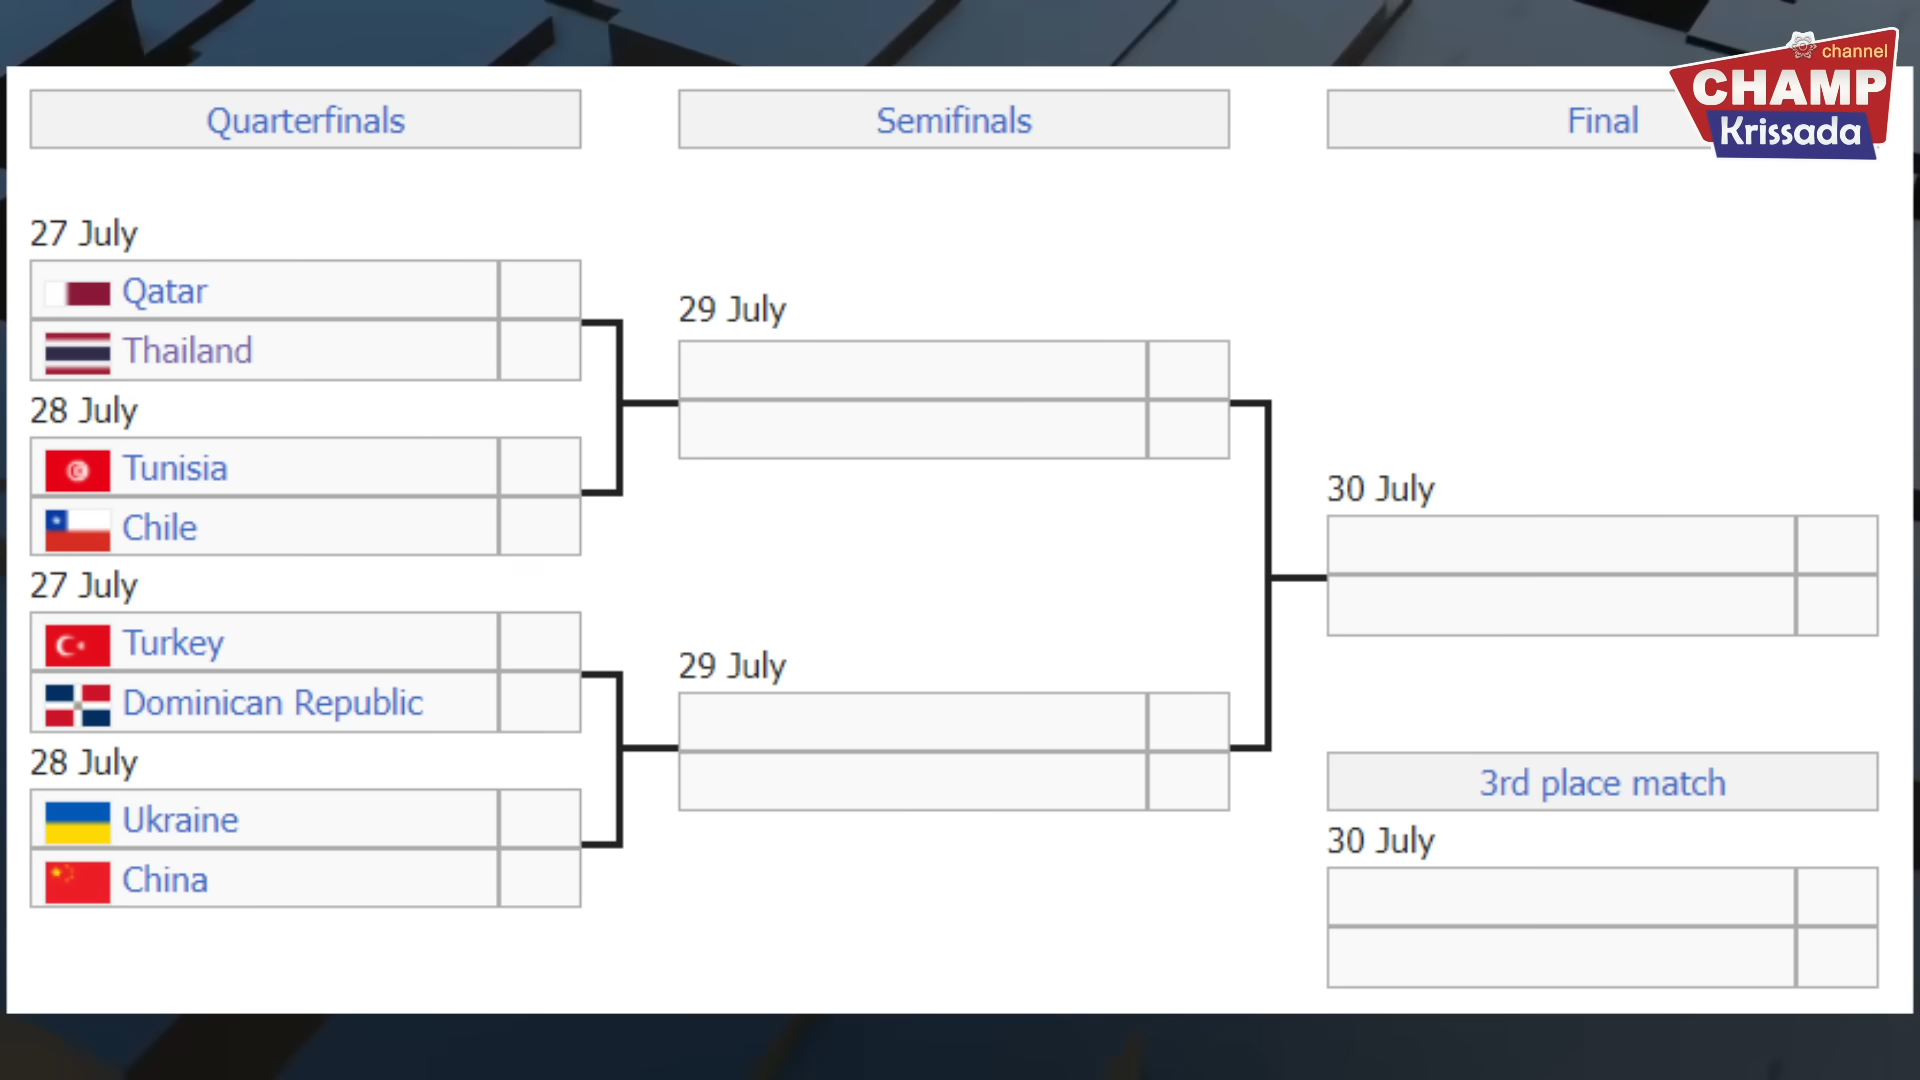 channel
CHAMP
Krissada
Quarterfinals
Semifinals
Final
27 July
Qatar
Thailand
28 July
Tunisia
Chile
27 July
Turkey
Dominican Republic
28 July
Ukraine
China
29 July
29 July
30 July
3rd place match
30 July